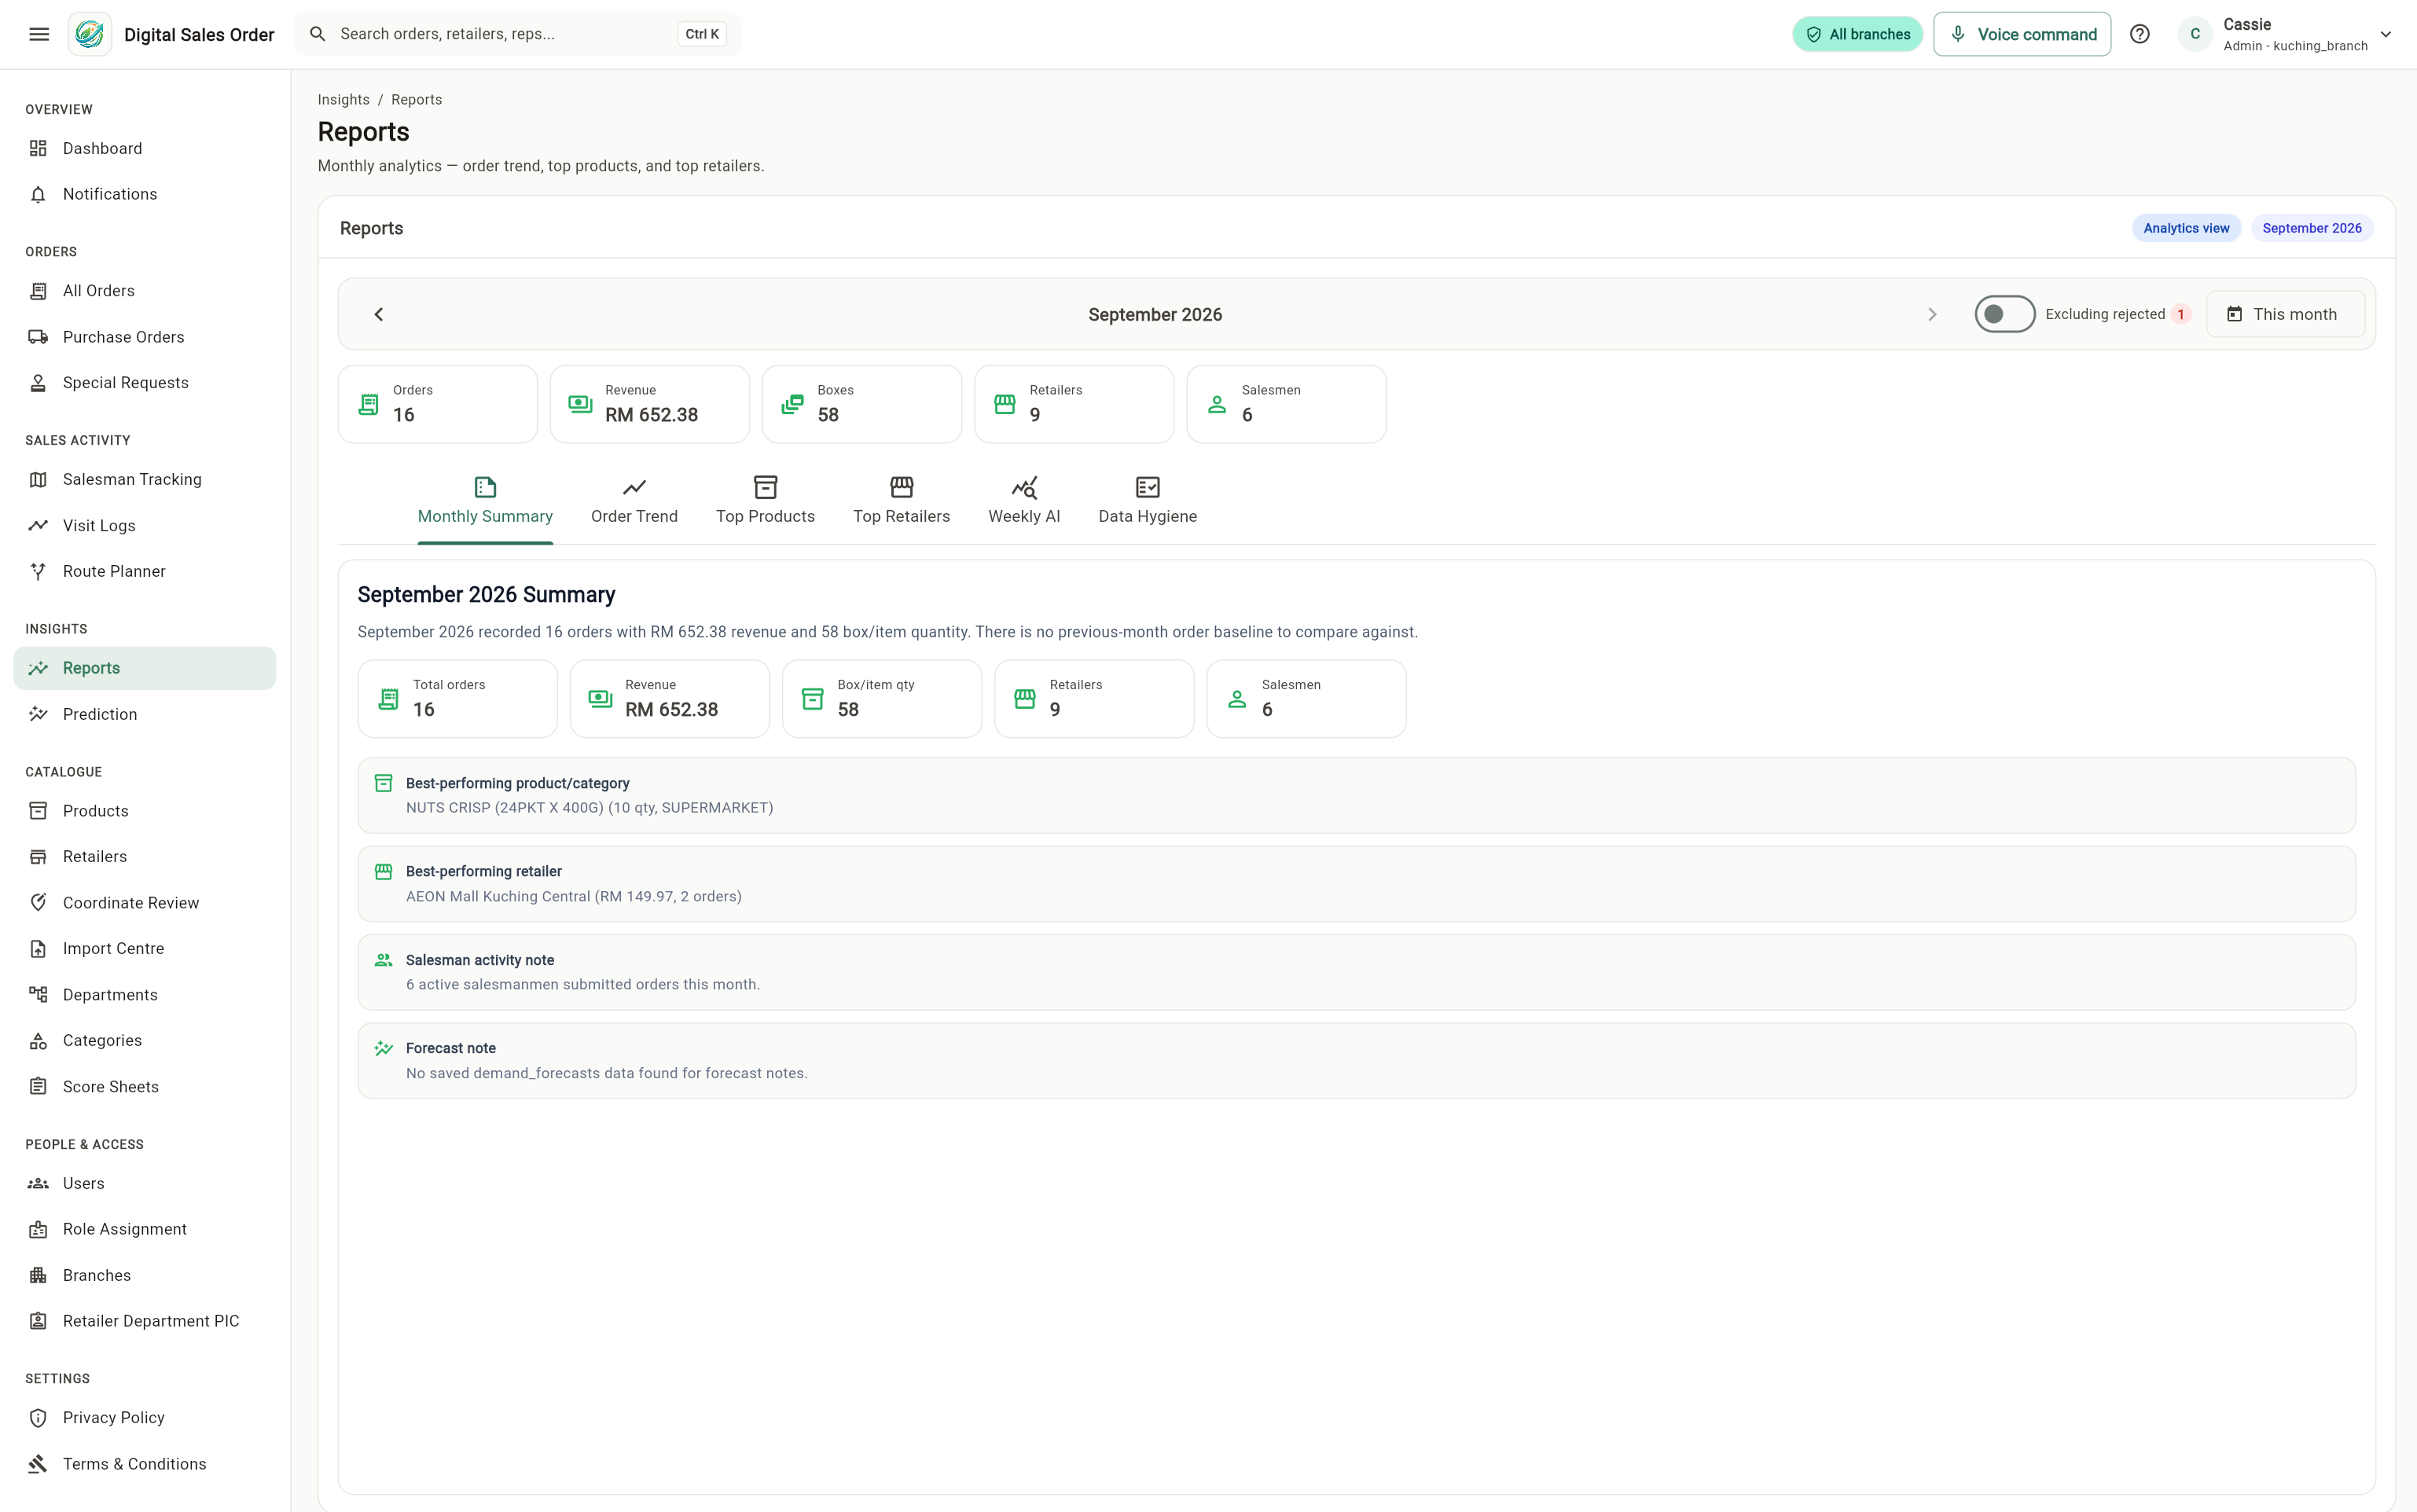 Digital Sales Order
Search orders, retailers, reps...
Ctrl K
All branches
Voice command
C
Cassie
Admin - kuching_branch
OVERVIEW
Dashboard
Notifications
ORDERS
All Orders
Purchase Orders
Special Requests
SALES ACTIVITY
Salesman Tracking
Visit Logs
Route Planner
INSIGHTS
Reports
Prediction
CATALOGUE
Products
Retailers
Coordinate Review
Import Centre
Departments
Categories
Score Sheets
PEOPLE & ACCESS
Users
Role Assignment
Branches
Retailer Department PIC
SETTINGS
Privacy Policy
Terms & Conditions
Insights / Reports
Reports
Monthly analytics — order trend, top products, and top retailers.
Reports
Analytics view
September 2026
September 2026
Excluding rejected 1
This month
Orders
16
Revenue
RM 652.38
Boxes
58
Retailers
9
Salesmen
6
Monthly Summary
Order Trend
Top Products
Top Retailers
Weekly AI
Data Hygiene
September 2026 Summary
September 2026 recorded 16 orders with RM 652.38 revenue and 58 box/item quantity. There is no previous-month order baseline to compare against.
Total orders
16
Revenue
RM 652.38
Box/item qty
58
Retailers
9
Salesmen
6
Best-performing product/category
NUTS CRISP (24PKT X 400G) (10 qty, SUPERMARKET)
Best-performing retailer
AEON Mall Kuching Central (RM 149.97, 2 orders)
Salesman activity note
6 active salesmanmen submitted orders this month.
Forecast note
No saved demand_forecasts data found for forecast notes.